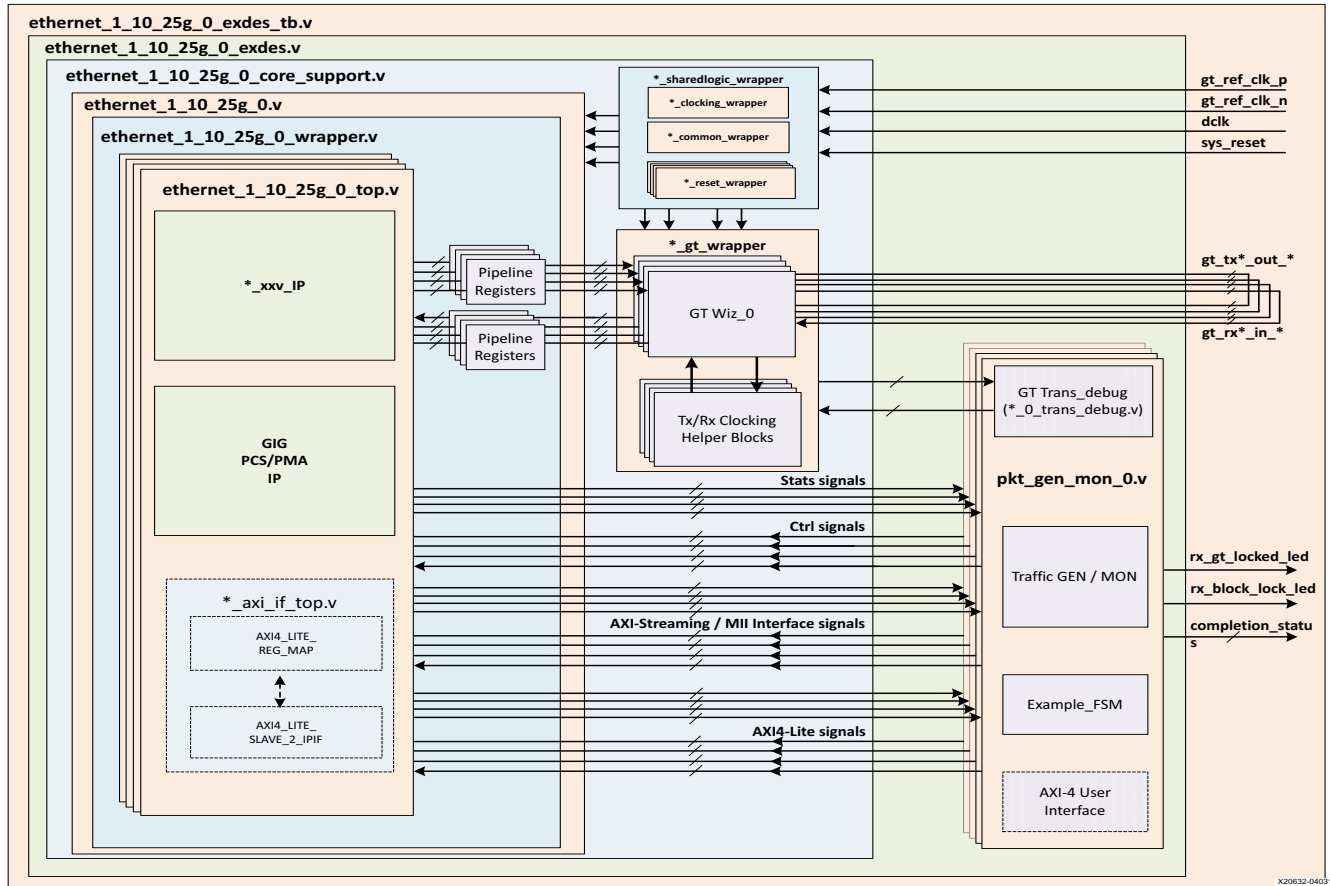 ethernet_1_10_25g_0_exdes_tb.v
ethernet_1_10_25g_0_exdes.v
ethernet_1_10_25g_0_core_support.v
ethernet_1_10_25g_0.v
ethernet_1_10_25g_0_wrapper.v
ethernet_1_10_25g_0_top.v
*_xxv_IP
GIG
PCS/PMA
IP
*_axi_if_top.v
AXI4_LITE_
REG_MAP
AXI4_LITE_
SLAVE_2_IPIF
Pipeline
Registers
Pipeline
Registers
*_sharedlogic_wrapper
*_clocking_wrapper
*_common_wrapper
*_reset_wrapper
*_gt_wrapper
GT Wiz_0
Tx/Rx Clocking
Helper Blocks
Stats signals
Ctrl signals
AXI-Streaming / MII Interface signals
AXI4-Lite signals
gt_ref_clk_p
gt_ref_clk_n
dclk
sys_reset
gt_tx*_out_*
gt_rx*_in_*
GT Trans_debug
(*_0_trans_debug.v)
pkt_gen_mon_0.v
Traffic GEN / MON
Example_FSM
AXI-4 User
Interface
rx_gt_locked_led
rx_block_lock_led
completion_statu
s
X20632-0403